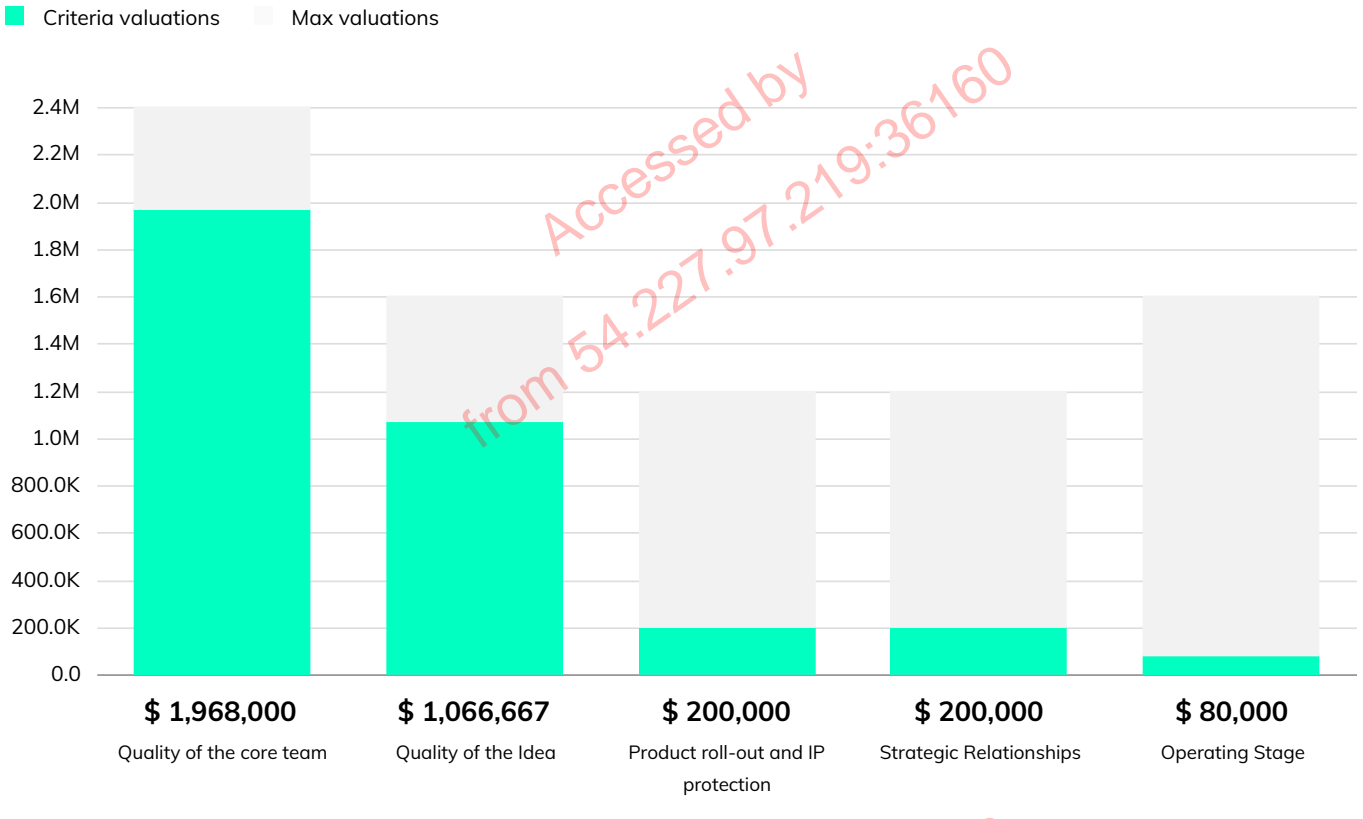 Criteria valuations Max valuations
Accessed by
from 54.227.97.219:36160
2.4M
2.2M
2.0M
1.8M
1.6M
1.4M
1.2M
1.0M
800.0K
600.0K
400.0K
200.0K
0.0
$ 1,968,000 $ 1,066,667 $ 200,000 $ 200,000 $ 80,000
Quality of the core team Quality of the Idea Product roll-out and IP Strategic Relationships Operating Stage
protection